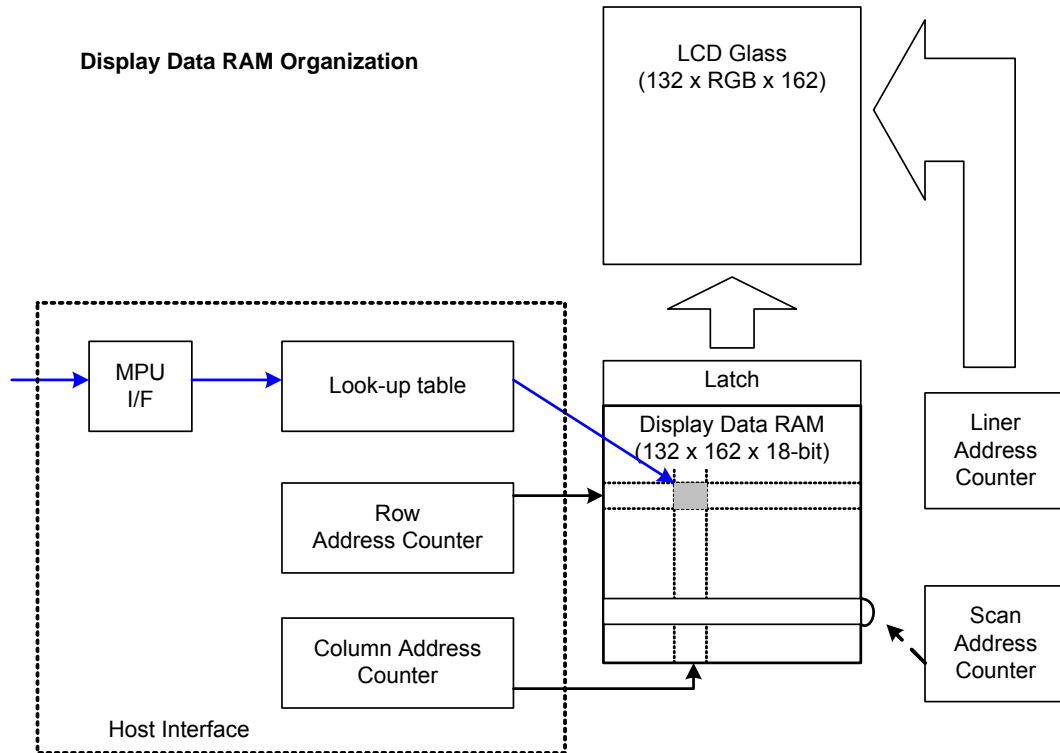 Display Data RAM Organization
LCD Glass
(132 x RGB x 162)
MPU
I/F
Look-up table
Latch
Display Data RAM
(132 x 162 x 18-bit)
Liner
Address
Counter
Row
Address Counter
Scan
Address
Counter
Column Address
Counter
Host Interface